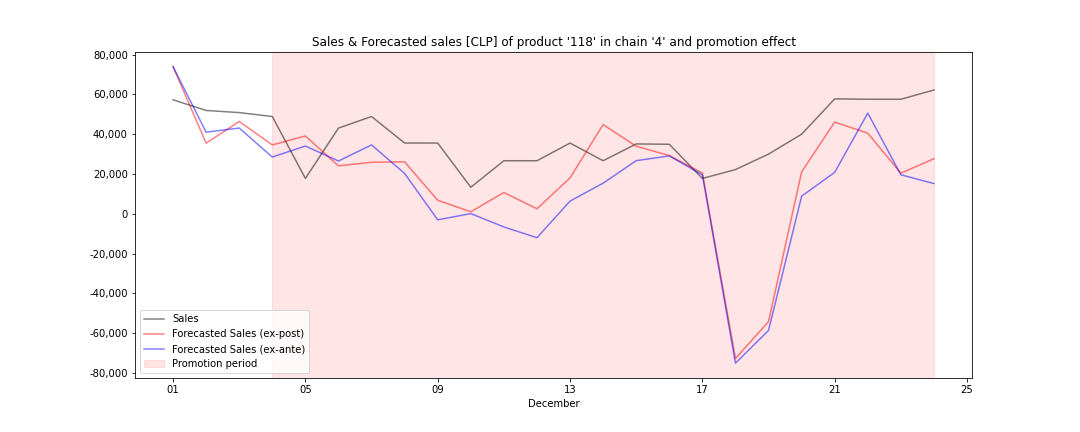 Sales & Forecasted sales [CLP] of product '118' in chain '4' and promotion effect
80,000
60,000
40,000
20,000
0
-20,000
-40,000
-60,000
-80,000
Sales
Forecasted Sales (ex-post)
Forecasted Sales (ex-ante)
Promotion period
01
05
09
13
17
21
25
December